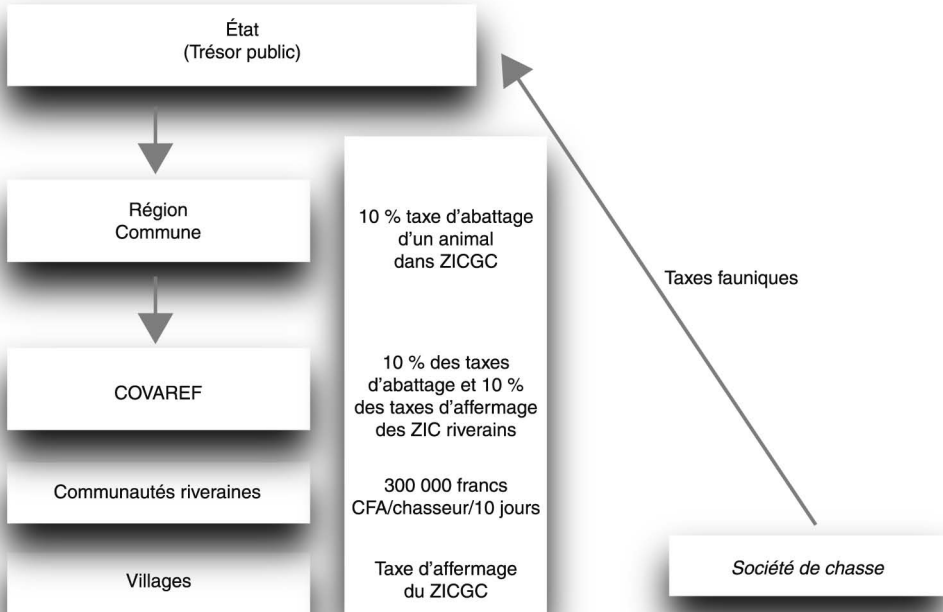 État
(Trésor public)
Région
Commune
10 % taxe d'abattage
d'un animal
dans ZICGC
Taxes fauniques
COVAREF
10 % des taxes
d'abattage et 10 %
des taxes d'affermage
des ZIC riverains
Communautés riveraines
300 000 francs
CFA/chasseur/10 jours
Villages
Taxe d'affermage
du ZICGC
Société de chasse